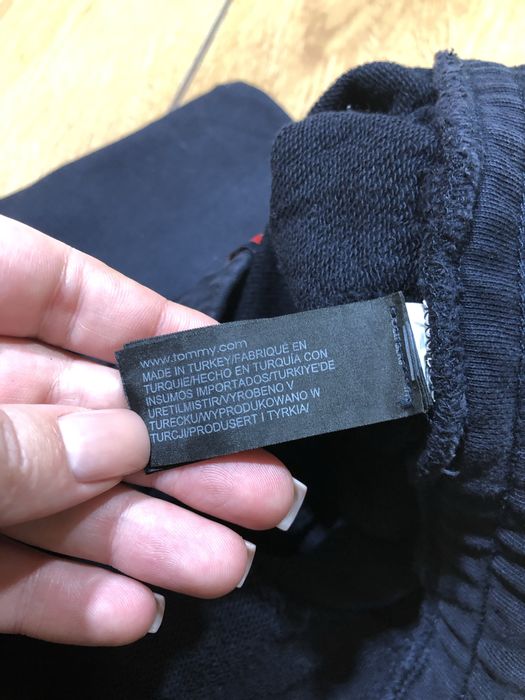 www.tommy.com
MADE IN TURKEY/FABRIQUÉ EN
TURQUIE/HECHO EN TURQUÍA CON
INSUMOS IMPORTADOS/TÜRKIYE'DE
ÜRETILMISTIR/VYROBENO V
TURECKU/WYPRODUKOWANO W
TURCJI/PRODUSERT I TYRKIA/